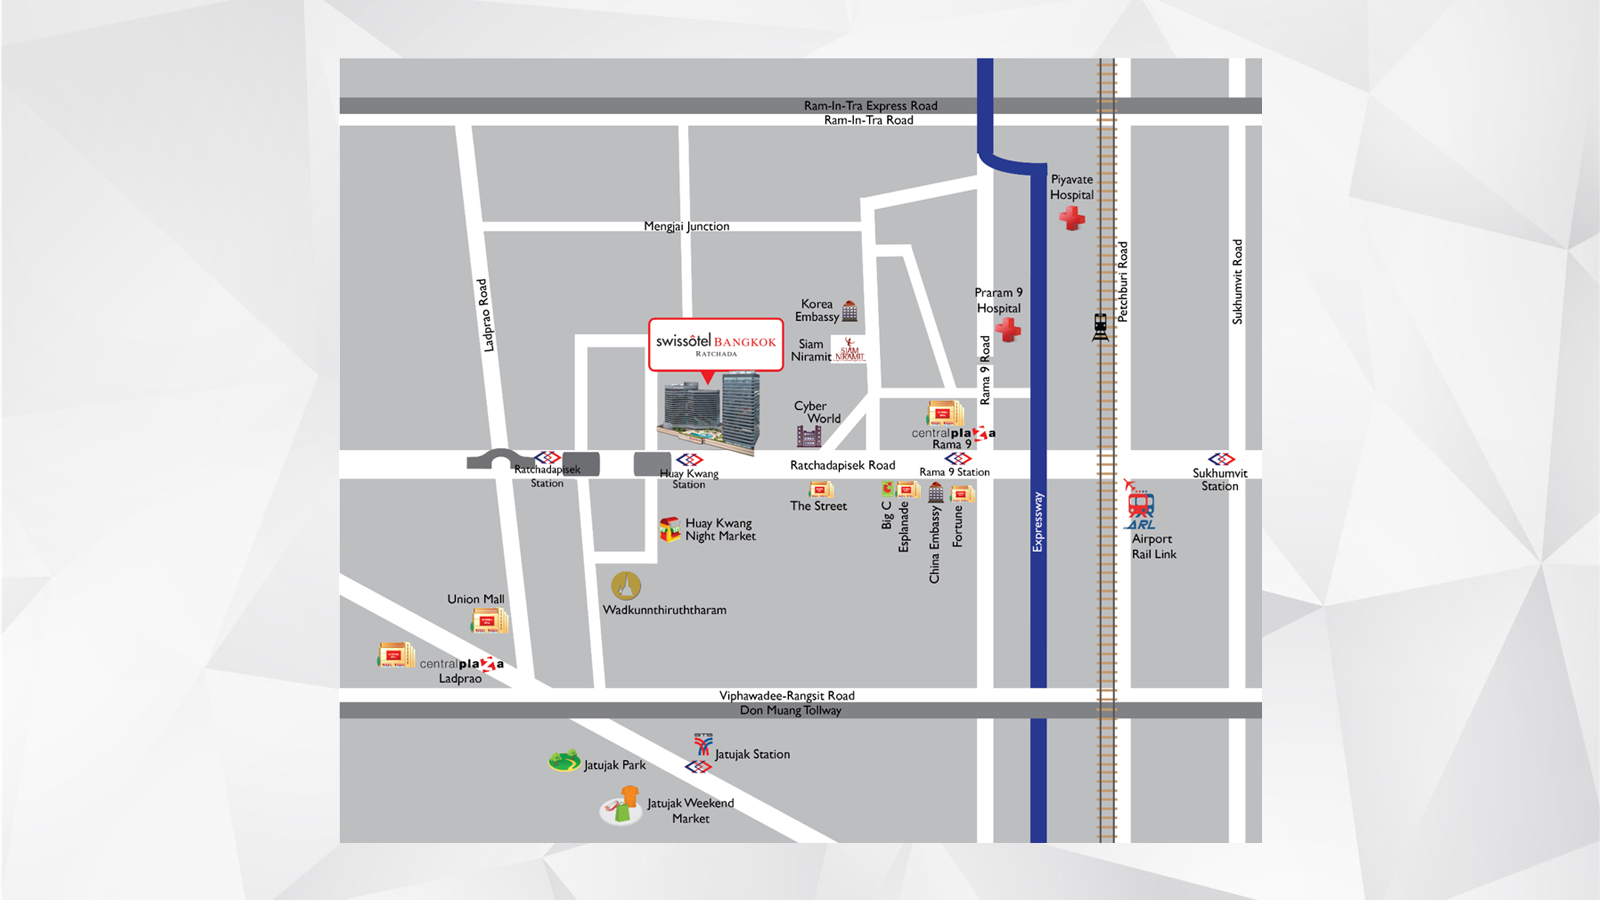 Ram-In-Tra Express Road
Ram-In-Tra Road
Piyavate
Hospital
Mengjai Junction
Ladprao Road
Petchburi Road
Sukhumvit Road
Korea
Embassy
Praram 9
Hospital
swissôtel BANGKOK
RATCHADA
Siam
Niramit
SIAM
NIRAMIT
Rama 9 Road
Cyber
World
centralplaza
Rama 9
Ratchadapisek
Station
Huay Kwang
Station
Ratchadapisek Road
Rama 9 Station
Sukhumvit
Station
The Street
Big C
Esplanade
China Embassy
Fortune
Expressway
ARL
Airport
Rail Link
Huay Kwang
Night Market
Wadkunnthiruththaram
Union Mall
centralplaza
Ladprao
Viphawadee-Rangsit Road
Don Muang Tollway
BTS
Jatujak Station
Jatujak Park
Jatujak Weekend
Market